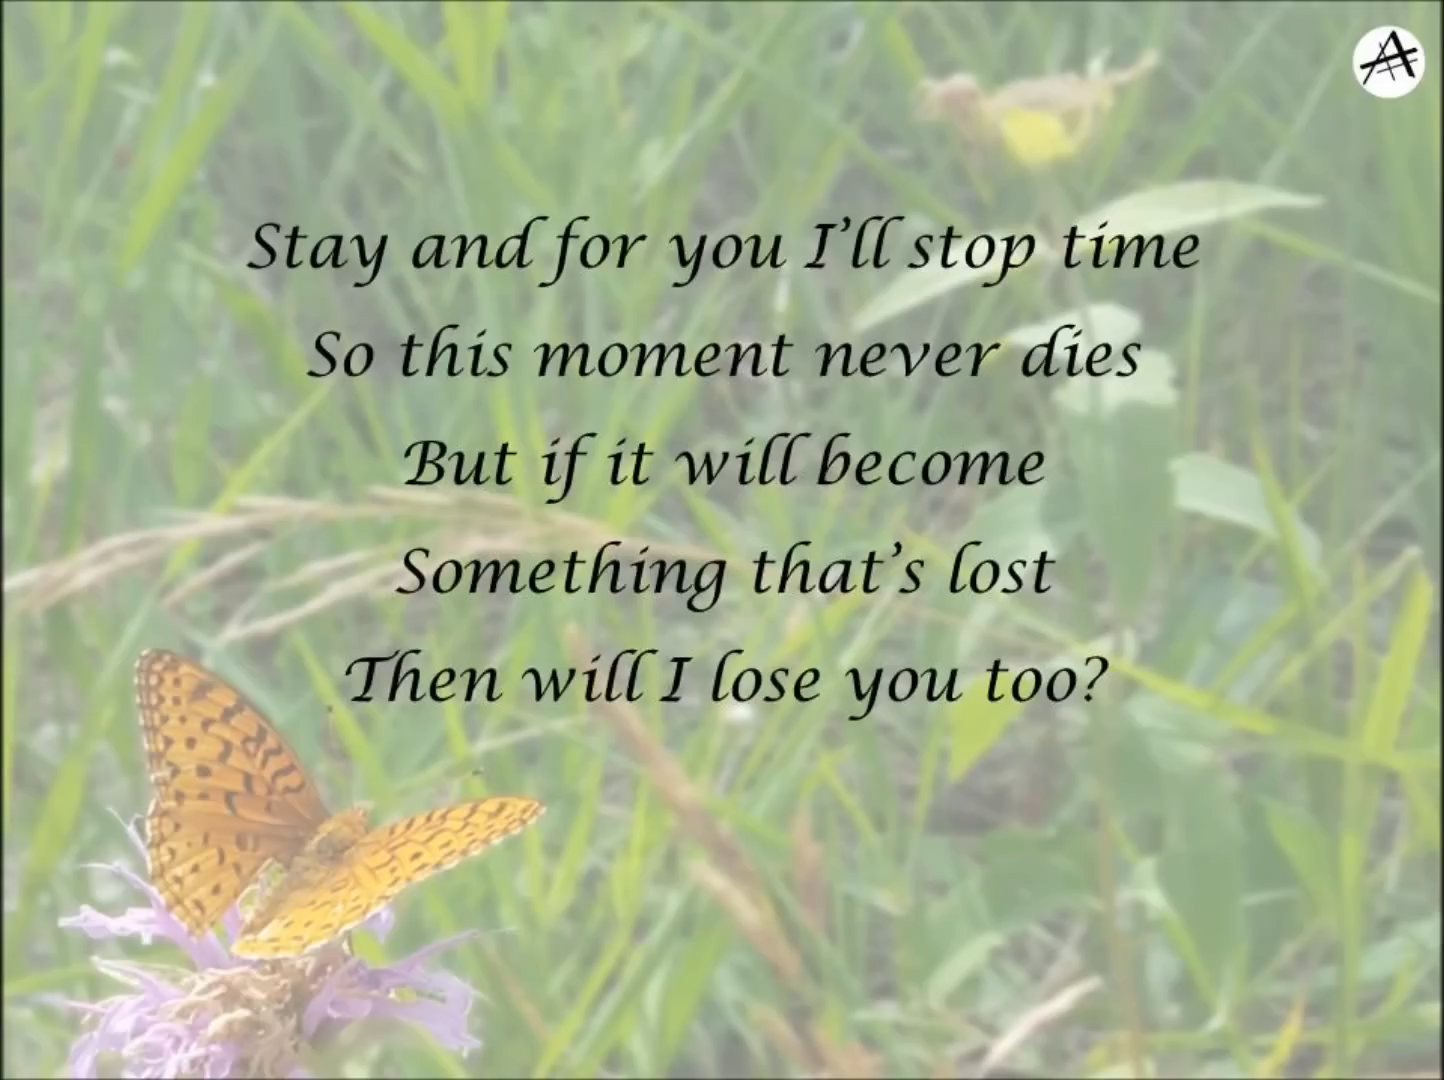 Stay and for you I'll stop time
So this moment never dies
But if it will become
Something that's lost
Then will I lose you too?